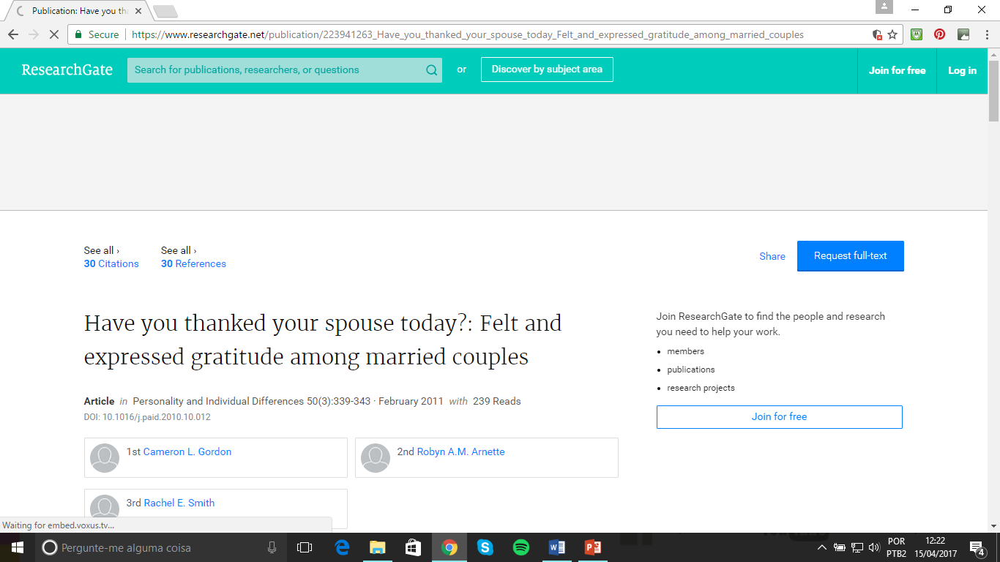 Publication: Have you tha
Secure https://www.researchgate.net/publication/223941263_Have_you_thanked_your_spouse_today_Felt_and_expressed_gratitude_among_married_couples
ResearchGate
Search for publications, researchers, or questions
or
Discover by subject area
Join for free
Log in
See all ›
30 Citations
See all ›
30 References
Share
Request full-text
Have you thanked your spouse today?: Felt and
expressed gratitude among married couples
Article in Personality and Individual Differences 50(3):339-343 · February 2011 with 239 Reads
DOI: 10.1016/j.paid.2010.10.012
1st Cameron L. Gordon
2nd Robyn A.M. Arnette
3rd Rachel E. Smith
Join ResearchGate to find the people and research
you need to help your work.
• members
• publications
• research projects
Join for free
Waiting for embed.voxus.tv...
Pergunte-me alguma coisa
POR
PTB2
12:22
15/04/2017
4